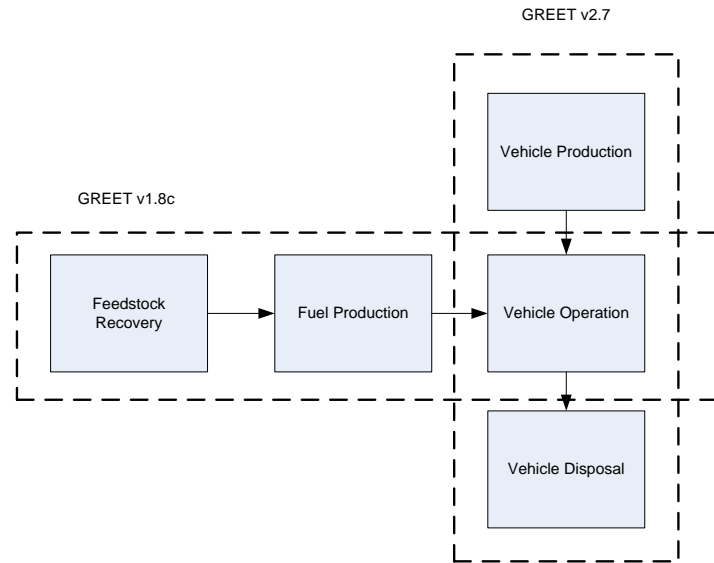 GREET v2.7
Vehicle Production
GREET v1.8c
Feedstock
Recovery
Fuel Production
Vehicle Operation
Vehicle Disposal